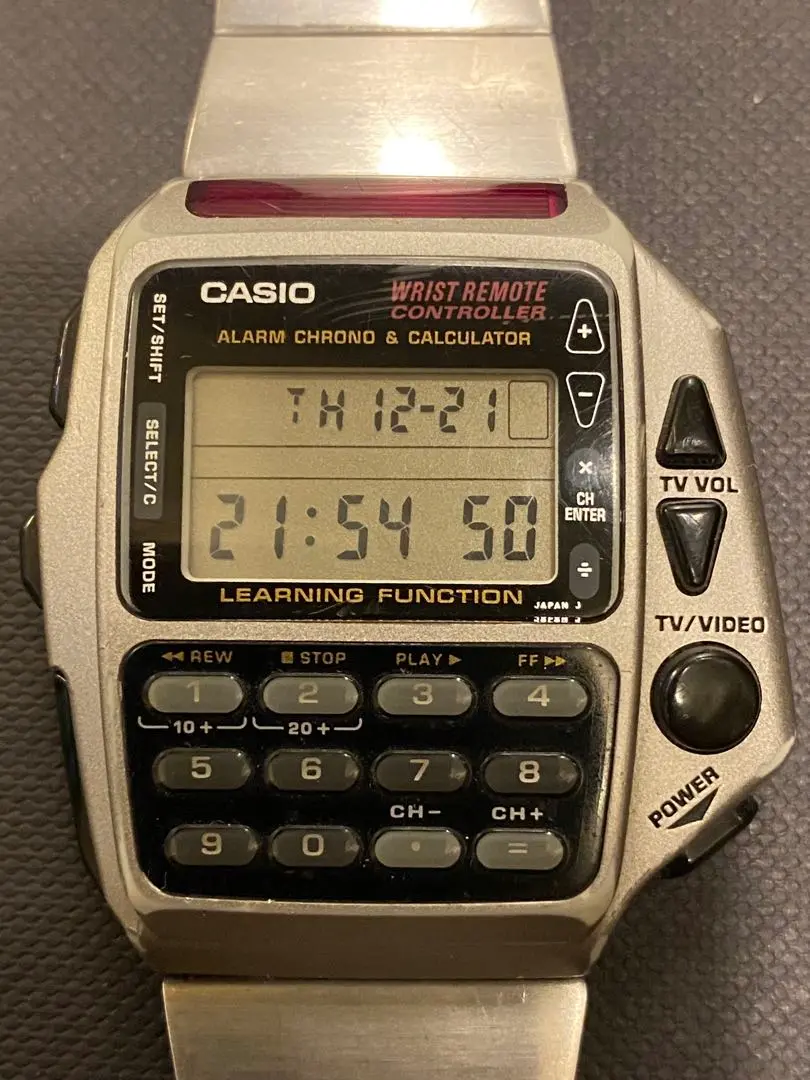 CASIO
WRIST REMOTE
CONTROLLER
ALARM CHRONO & CALCULATOR
SET/SHIFT
SELECT/C
MODE
TH 12-21
21:54 50
+
−
×
CH
ENTER
÷
LEARNING FUNCTION
JAPAN J
TV VOL
TV/VIDEO
POWER
◀◀ REW ■ STOP PLAY ▶ FF ▶▶
1 2 3 4
10+ 20+
5 6 7 8
CH− CH+
9 0 · =